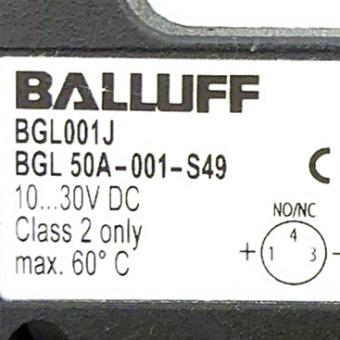 BALLUFF
BGL001J
BGL 50A-001-S49
10...30V DC
Class 2 only
max. 60° C
NO/NC
4
+ 1 3 -